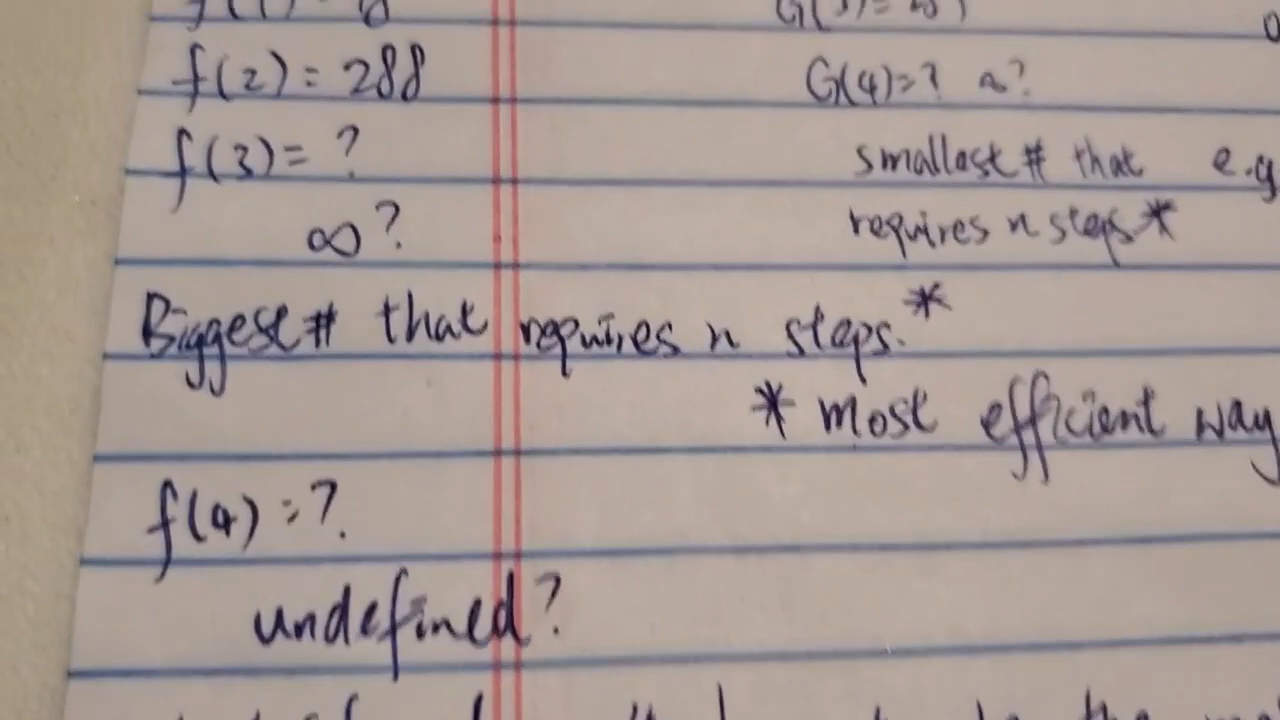 f(2) = 288
G(4)=? ∞?
f(3) = ?
smallest # that e.g
requires n steps*
∞?
Biggest # that requires n steps.*
* most efficient way
f(4) = ?.
undefined?